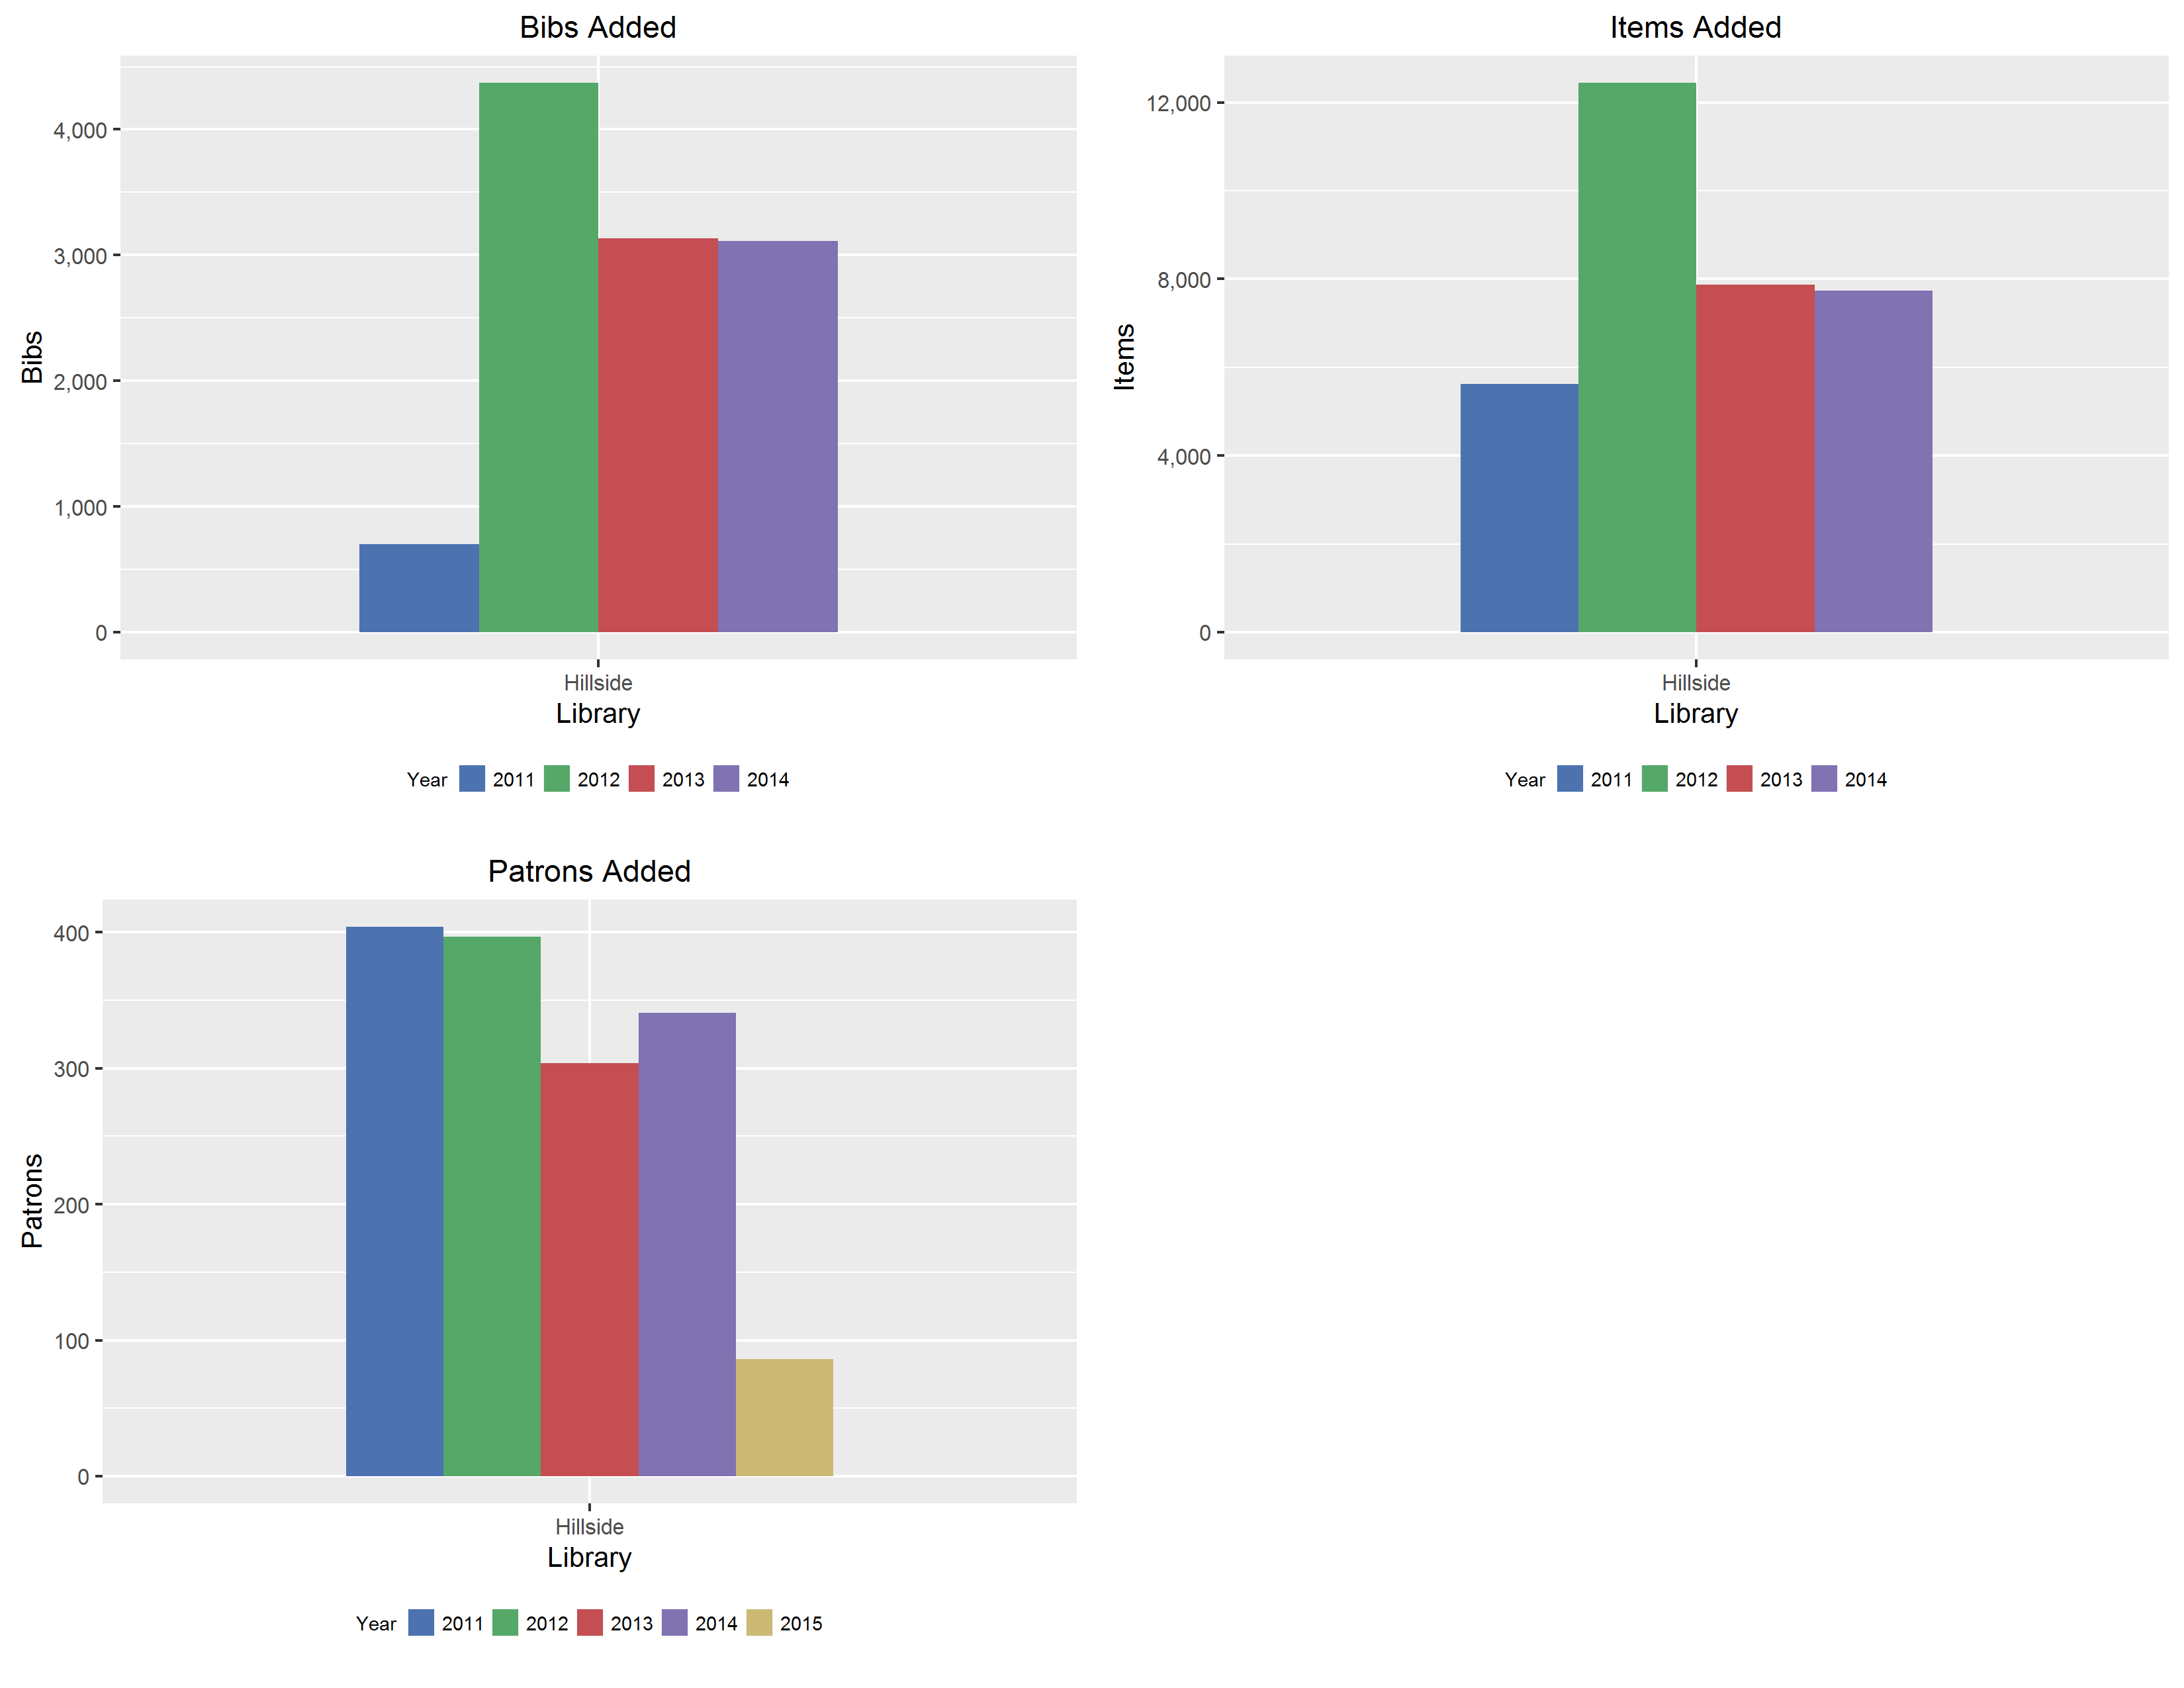 Bibs Added
Bibs
4,000
3,000
2,000
1,000
0
Hillside
Library
Year 2011 2012 2013 2014
Items Added
Items
12,000
8,000
4,000
0
Hillside
Library
Year 2011 2012 2013 2014
Patrons Added
Patrons
400
300
200
100
0
Hillside
Library
Year 2011 2012 2013 2014 2015